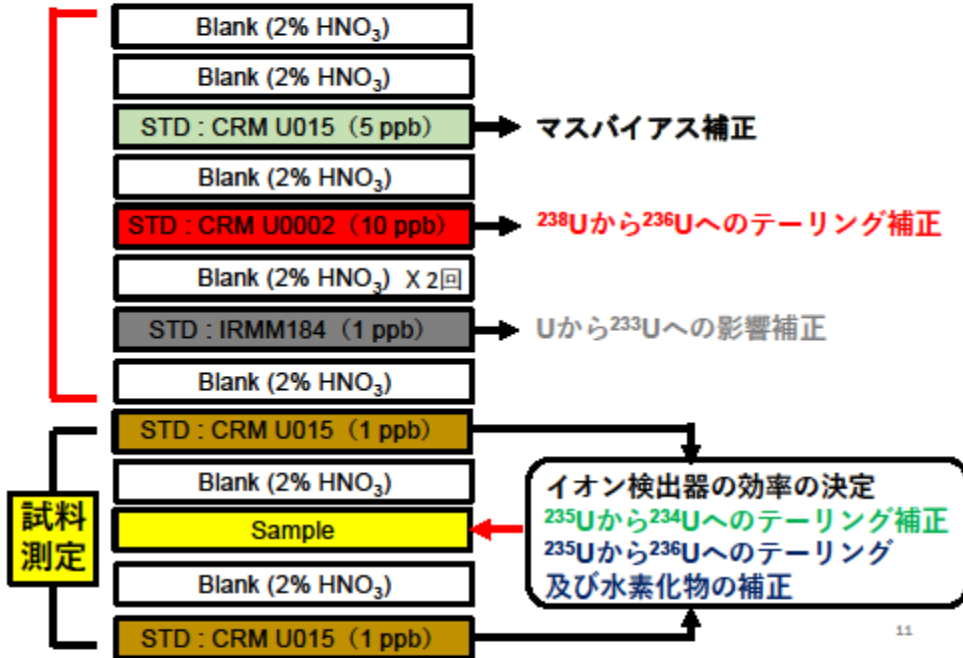 Blank (2% HNO₃)
Blank (2% HNO₃)
STD : CRM U015（5 ppb）
マスバイアス補正
Blank (2% HNO₃)
STD : CRM U0002（10 ppb）
²³⁸Uから²³⁶Uへのテーリング補正
Blank (2% HNO₃) X 2回
STD : IRMM184（1 ppb）
Uから²³³Uへの影響補正
Blank (2% HNO₃)
STD : CRM U015（1 ppb）
Blank (2% HNO₃)
試料
測定
Sample
イオン検出器の効率の決定
²³⁵Uから²³⁴Uへのテーリング補正
²³⁵Uから²³⁶Uへのテーリング
及び水素化物の補正
Blank (2% HNO₃)
STD : CRM U015（1 ppb）
11